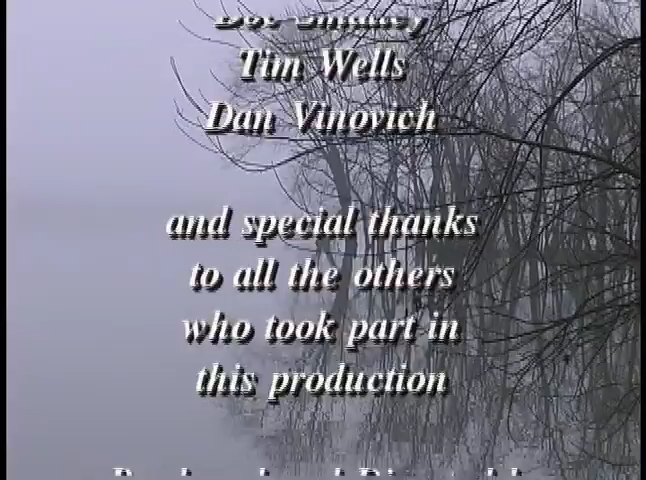 Tim Wells
Dan Vinovich
and special thanks
to all the others
who took part in
this production